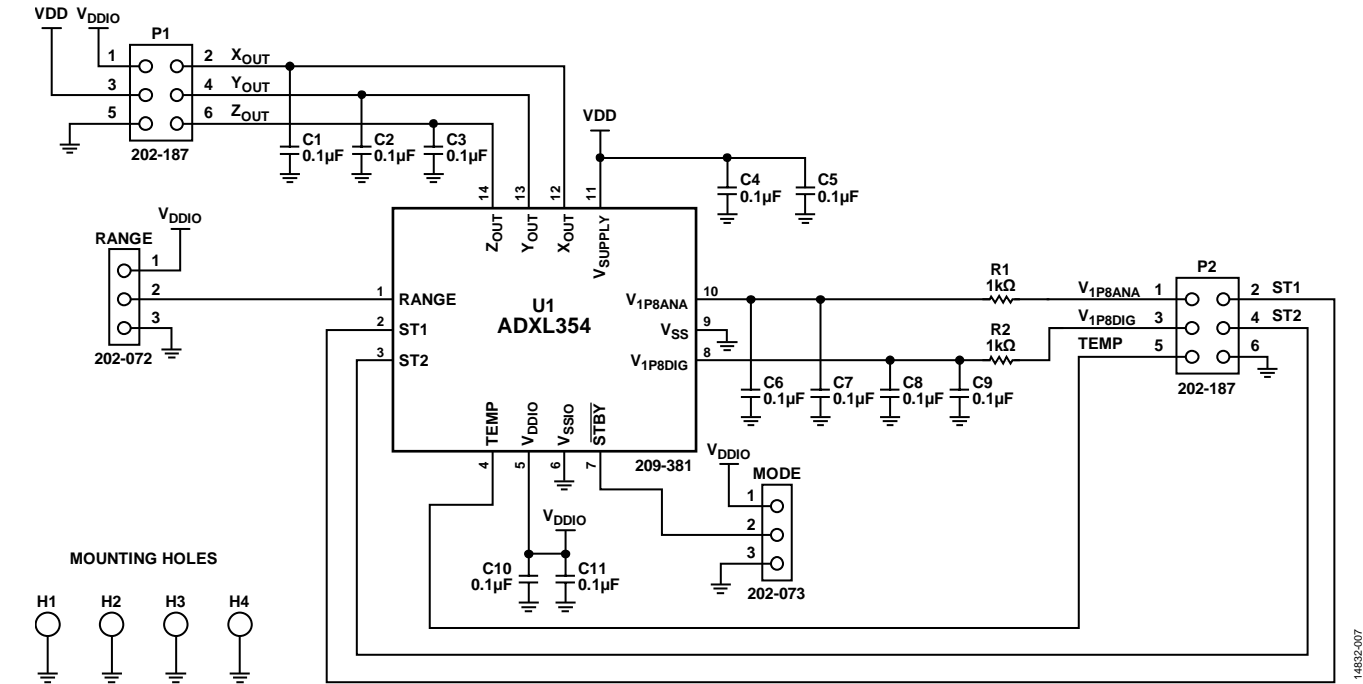 VDD VDDIO
P1
1 2 XOUT
3 4 YOUT
5 6 ZOUT
202-187
C1
0.1µF
C2
0.1µF
C3
0.1µF
VDD
C4
0.1µF
C5
0.1µF
14 13 12 11
ZOUT YOUT XOUT VSUPPLY
VDDIO
RANGE
1
2
3
202-072
1 RANGE
2 ST1
3 ST2
U1
ADXL354
V1P8ANA 10
VSS 9
V1P8DIG 8
R1
1kΩ
R2
1kΩ
P2
V1P8ANA 1 2 ST1
V1P8DIG 3 4 ST2
TEMP 5 6
202-187
C6
0.1µF
C7
0.1µF
C8
0.1µF
C9
0.1µF
TEMP VDDIO VSSIO STBY
4 5 6 7
209-381
VDDIO
MODE
1
2
3
202-073
VDDIO
C10
0.1µF
C11
0.1µF
MOUNTING HOLES
H1 H2 H3 H4
14832-007